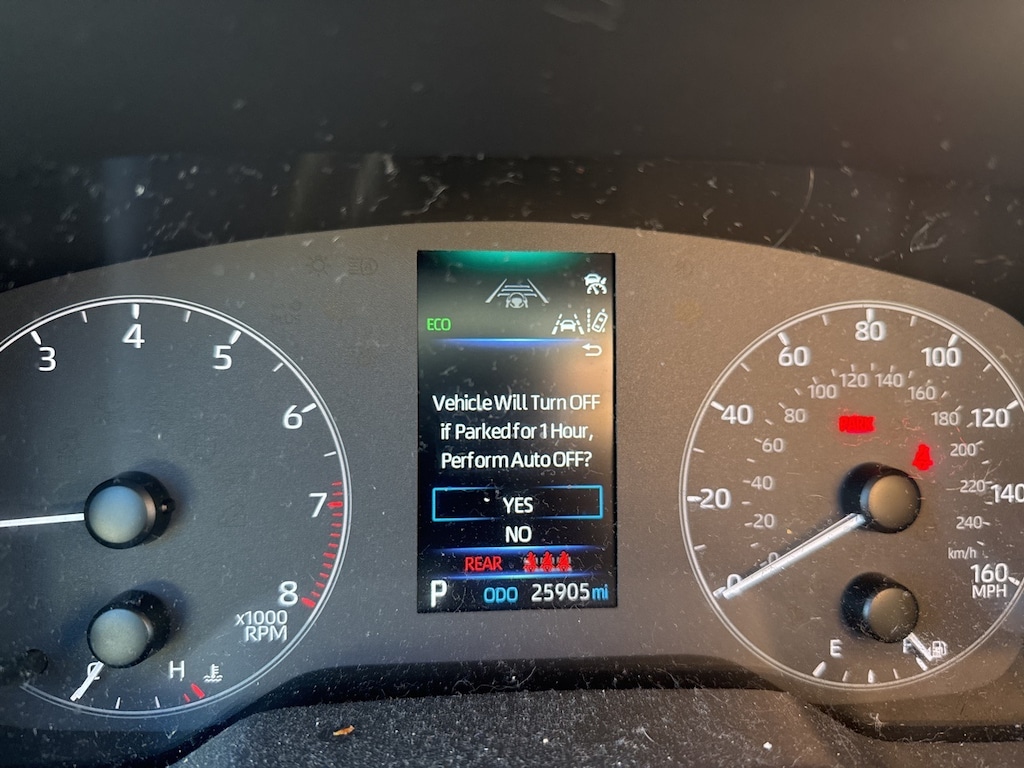 3
4
5
6
7
8
x1000
RPM
H
ECO
Vehicle Will Turn OFF
if Parked for 1 Hour,
Perform Auto OFF?
YES
NO
REAR
P ODO 25905 mi
0
20
40
60
80
100
120
140
160
MPH
0
20
40
60
80
100
120
140
160
180
200
220
240
km/h
E
F